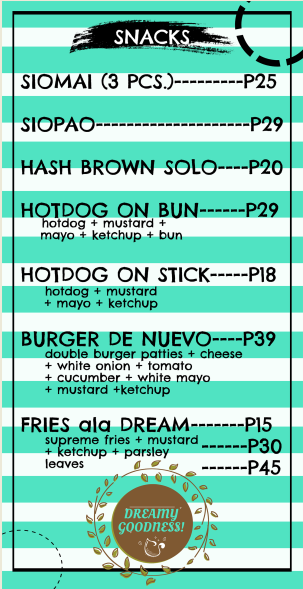 SNACKS
SIOMAI (3 PCS.)---------P25
SIOPAO--------------------P29
HASH BROWN SOLO----P20
HOTDOG ON BUN------P29
hotdog + mustard +
mayo + ketchup + bun
HOTDOG ON STICK-----P18
hotdog + mustard
+ mayo + ketchup
BURGER DE NUEVO----P39
double burger patties + cheese
+ white onion + tomato
+ cucumber + white mayo
+ mustard +ketchup
FRIES ala DREAM-------P15
supreme fries + mustard ------P30
+ ketchup + parsley
leaves ------P45
DREAMY
GOODNESS!